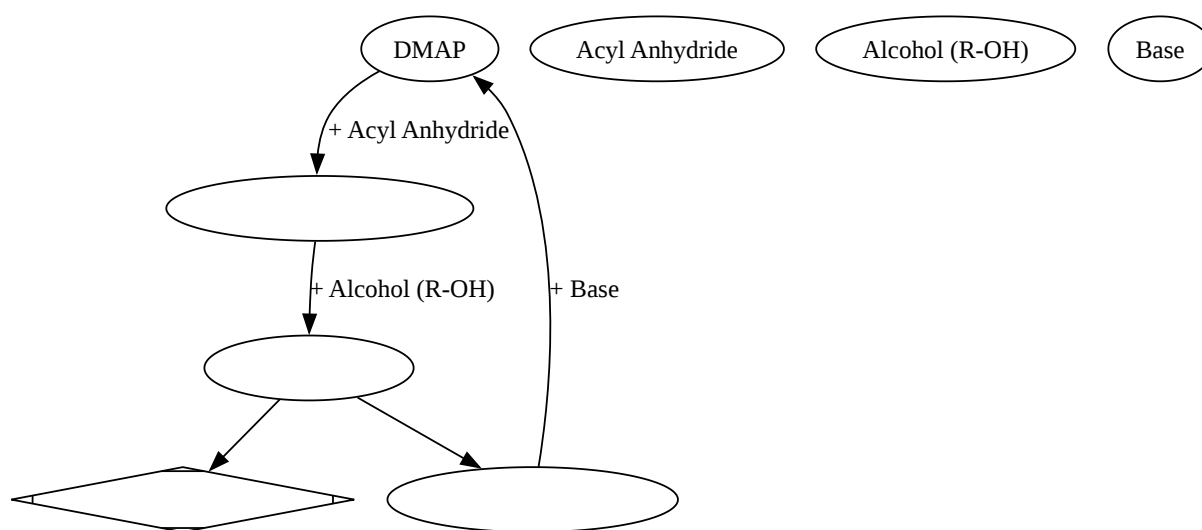 DMAP
Acyl Anhydride
Alcohol (R-OH)
Base
+ Acyl Anhydride
+ Alcohol (R-OH)
+ Base